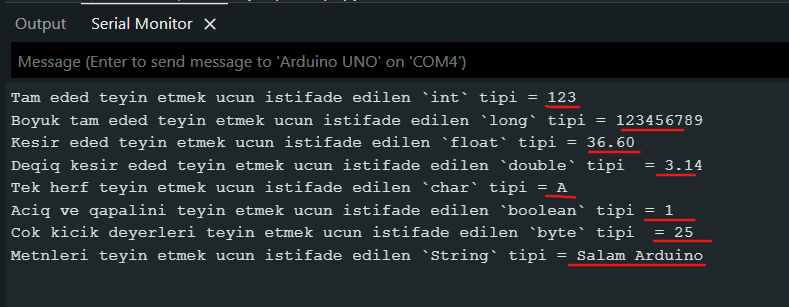 Output Serial Monitor
Message (Enter to send message to 'Arduino UNO' on 'COM4')
Tam eded teyin etmek ucun istifade edilen `int` tipi = 123
Boyuk tam eded teyin etmek ucun istifade edilen `long` tipi = 123456789
Kesir eded teyin etmek ucun istifade edilen `float` tipi = 36.60
Deqiq kesir eded teyin etmek ucun istifade edilen `double` tipi  = 3.14
Tek herf teyin etmek ucun istifade edilen `char` tipi = A
Aciq ve qapalini teyin etmek ucun istifade edilen `boolean` tipi = 1
Cok kicik deyerleri teyin etmek ucun istifade edilen `byte` tipi  = 25
Metnleri teyin etmek ucun istifade edilen `String` tipi = Salam Arduino